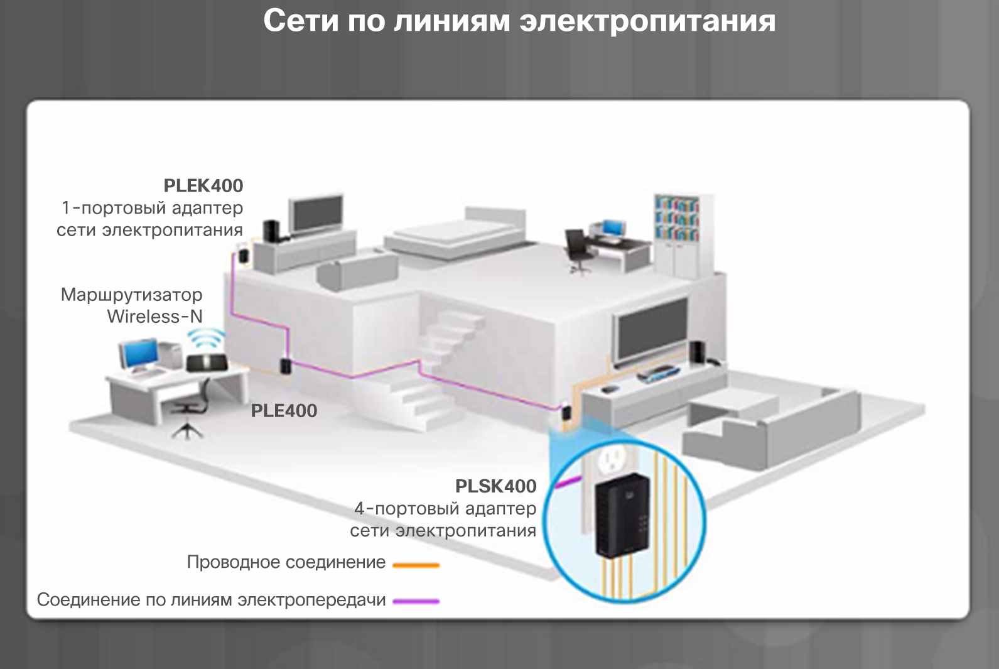 Сети по линиям электропитания
PLEK400
1-портовый адаптер
сети электропитания
Маршрутизатор
Wireless-N
PLE400
PLSK400
4-портовый адаптер
сети электропитания
Проводное соединение
Соединение по линиям электропередачи